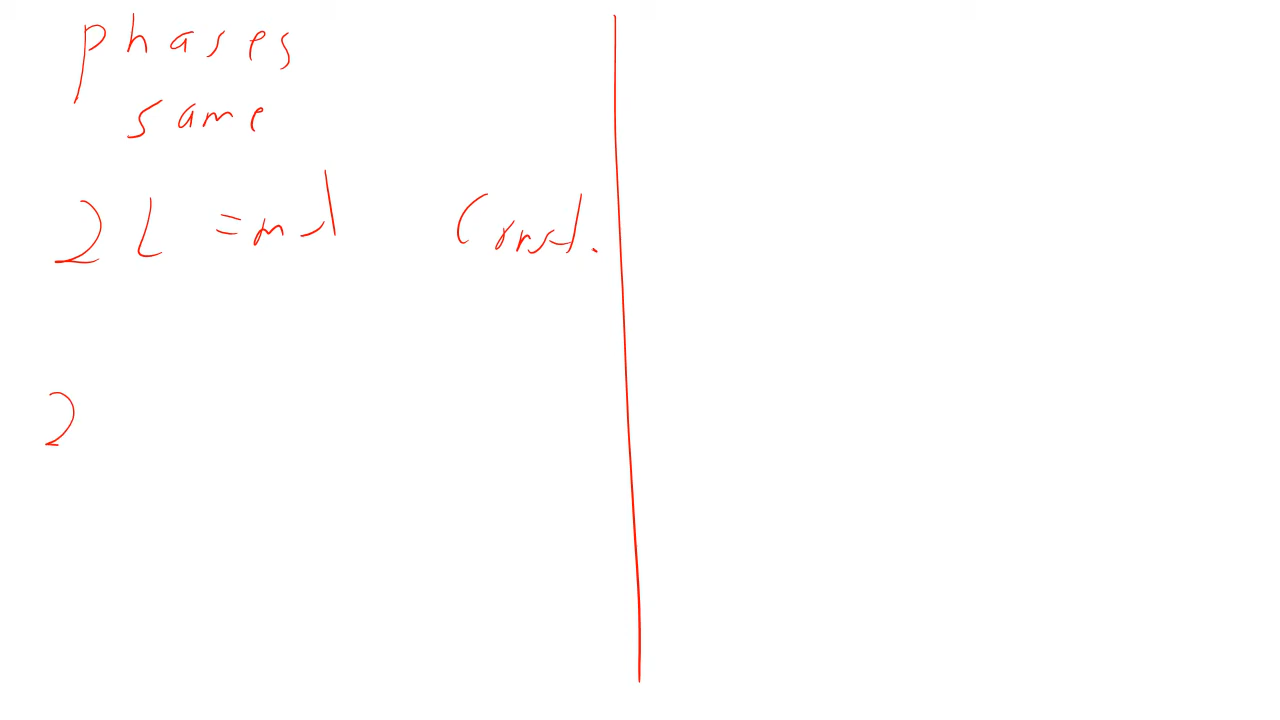 phases
same
2L = mλ const.
2